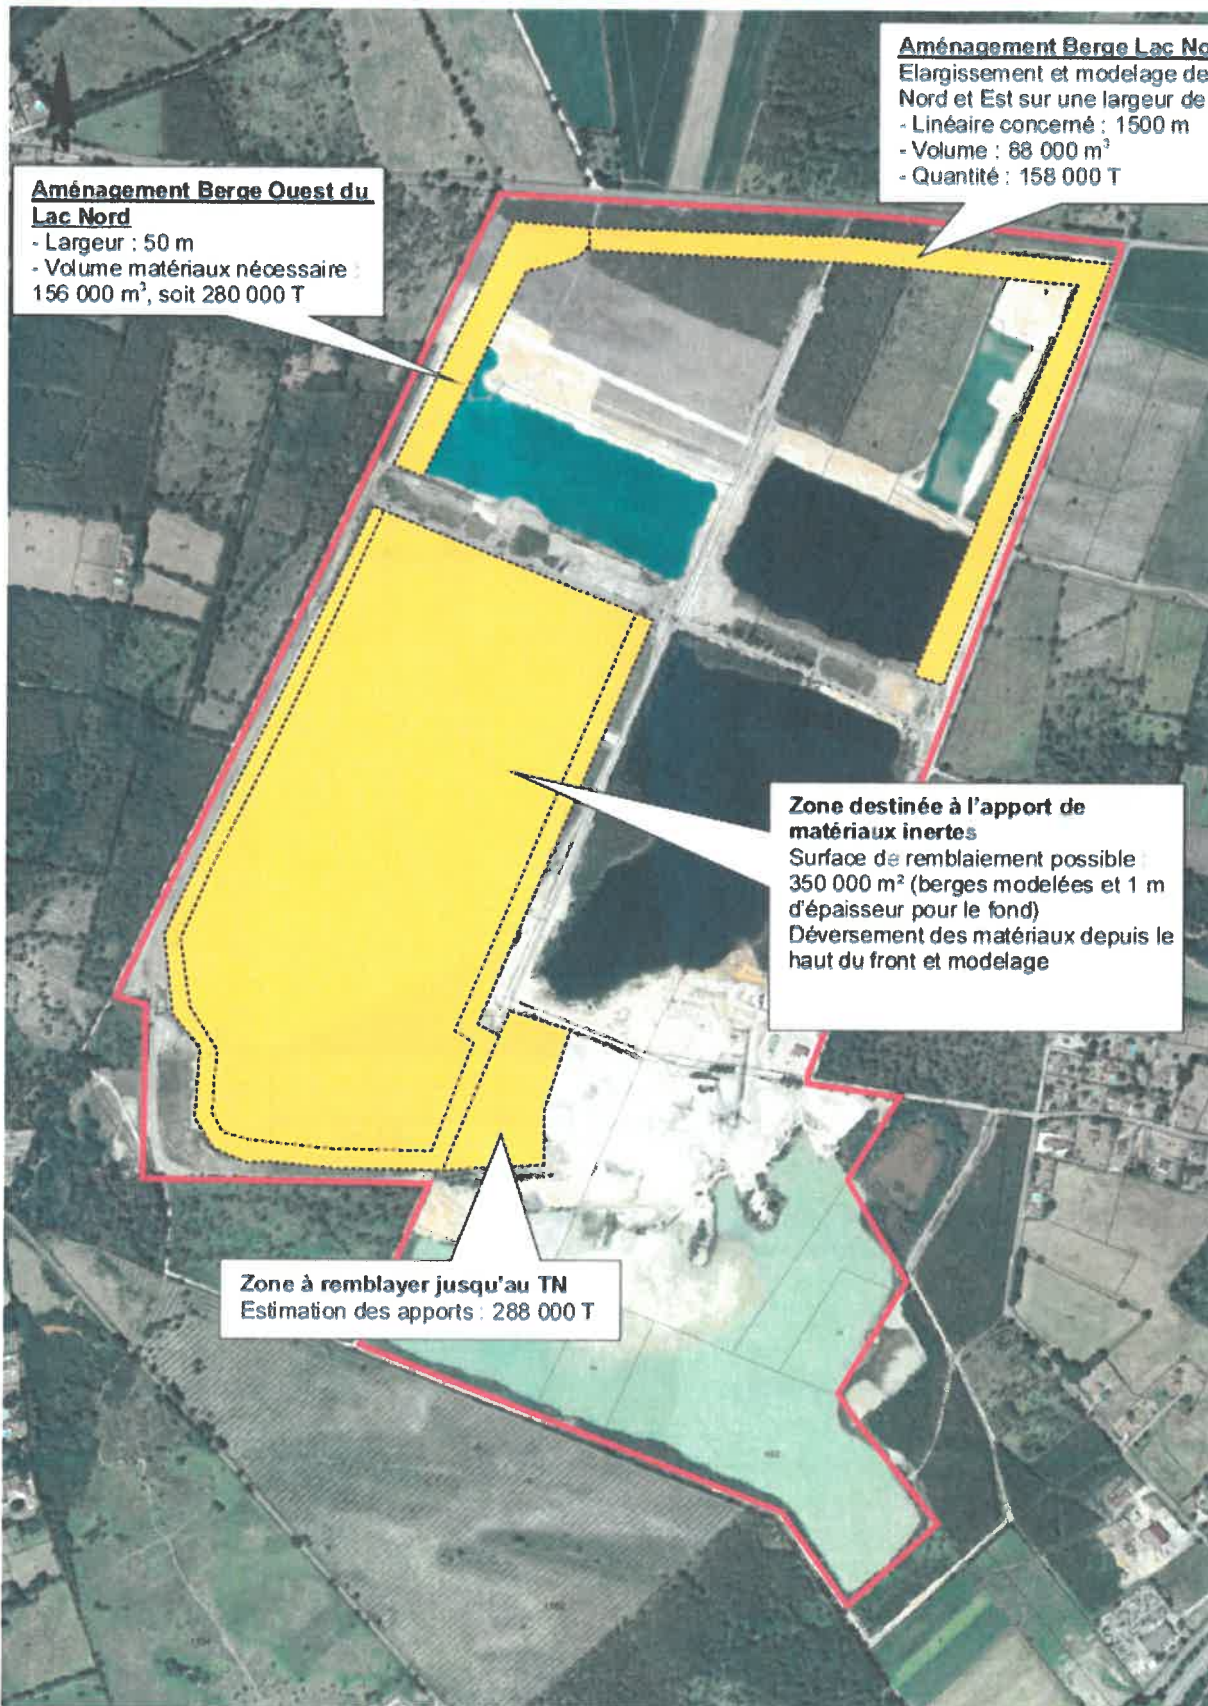 Aménagement Berge Lac No
Elargissement et modelage de
Nord et Est sur une largeur de
- Linéaire concerné : 1500 m
- Volume : 88 000 m³
- Quantité : 158 000 T
Aménagement Berge Ouest du
Lac Nord
- Largeur : 50 m
- Volume matériaux nécessaire :
156 000 m³, soit 280 000 T
Zone destinée à l'apport de
matériaux inertes
Surface de remblaiement possible :
350 000 m² (berges modelées et 1 m
d'épaisseur pour le fond)
Déversement des matériaux depuis le
haut du front et modelage
Zone à remblayer jusqu'au TN
Estimation des apports : 288 000 T